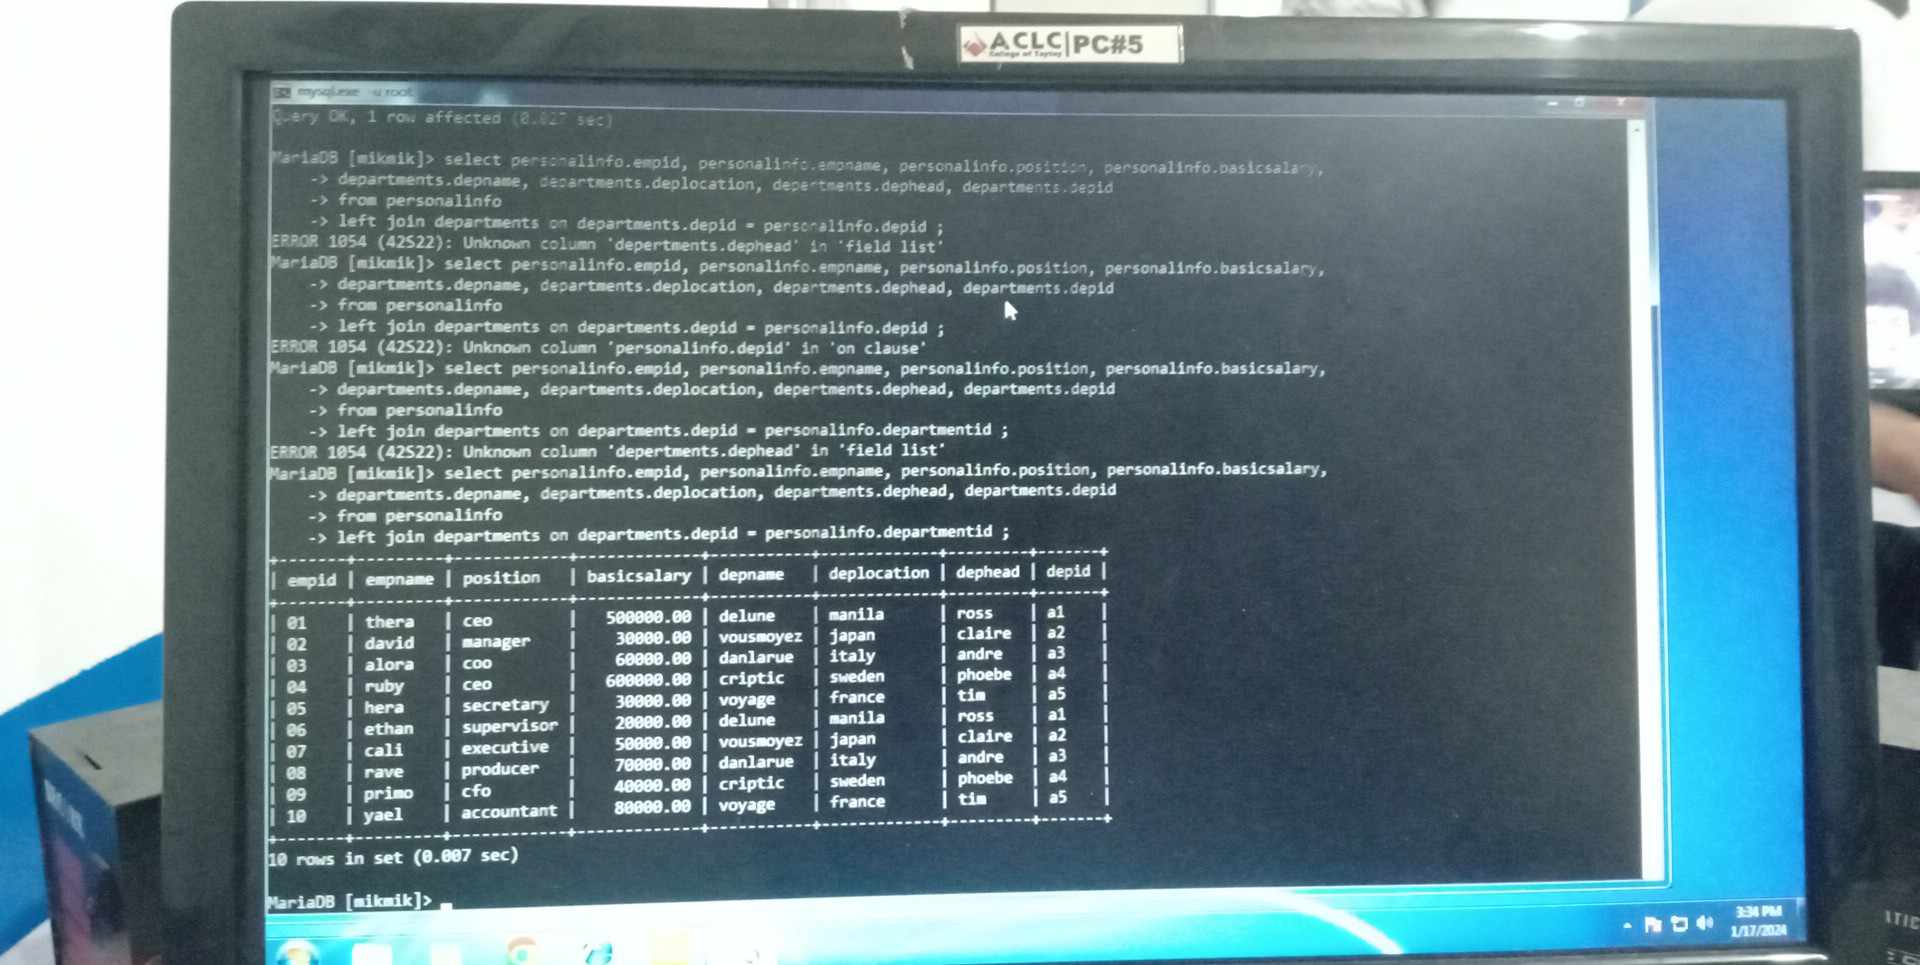 ACLC
College of Taytay
PC#5
mysql.exe -u root
Query OK, 1 row affected (0.027 sec)
MariaDB [mikmik]> select personalinfo.empid, personalinfo.empname, personalinfo.position, personalinfo.basicsalary,
-> departments.depname, departments.deplocation, depertments.dephead, departments.depid
-> from personalinfo
-> left join departments on departments.depid = personalinfo.depid ;
ERROR 1054 (42S22): Unknown column 'depertments.dephead' in 'field list'
MariaDB [mikmik]> select personalinfo.empid, personalinfo.empname, personalinfo.position, personalinfo.basicsalary,
-> departments.depname, departments.deplocation, departments.dephead, departments.depid
-> from personalinfo
-> left join departments on departments.depid = personalinfo.depid ;
ERROR 1054 (42S22): Unknown column 'personalinfo.depid' in 'on clause'
MariaDB [mikmik]> select personalinfo.empid, personalinfo.empname, personalinfo.position, personalinfo.basicsalary,
-> departments.depname, departments.deplocation, depertments.dephead, departments.depid
-> from personalinfo
-> left join departments on departments.depid = personalinfo.departmentid ;
ERROR 1054 (42S22): Unknown column 'depertments.dephead' in 'field list'
MariaDB [mikmik]> select personalinfo.empid, personalinfo.empname, personalinfo.position, personalinfo.basicsalary,
-> departments.depname, departments.deplocation, departments.dephead, departments.depid
-> from personalinfo
-> left join departments on departments.depid = personalinfo.departmentid ;
| empid | empname | position | basicsalary | depname | deplocation | dephead | depid |
| 01 | thera | ceo | 500000.00 | delune | manila | ross | a1 |
| 02 | david | manager | 30000.00 | vousmoyez | japan | claire | a2 |
| 03 | alora | coo | 60000.00 | danlarue | italy | andre | a3 |
| 04 | ruby | ceo | 600000.00 | criptic | sweden | phoebe | a4 |
| 05 | hera | secretary | 30000.00 | voyage | france | tim | a5 |
| 06 | ethan | supervisor | 20000.00 | delune | manila | ross | a1 |
| 07 | cali | executive | 50000.00 | vousmoyez | japan | claire | a2 |
| 08 | rave | producer | 70000.00 | danlarue | italy | andre | a3 |
| 09 | primo | cfo | 40000.00 | criptic | sweden | phoebe | a4 |
| 10 | yael | accountant | 80000.00 | voyage | france | tim | a5 |
10 rows in set (0.007 sec)
MariaDB [mikmik]>
3:34 PM
1/17/2024